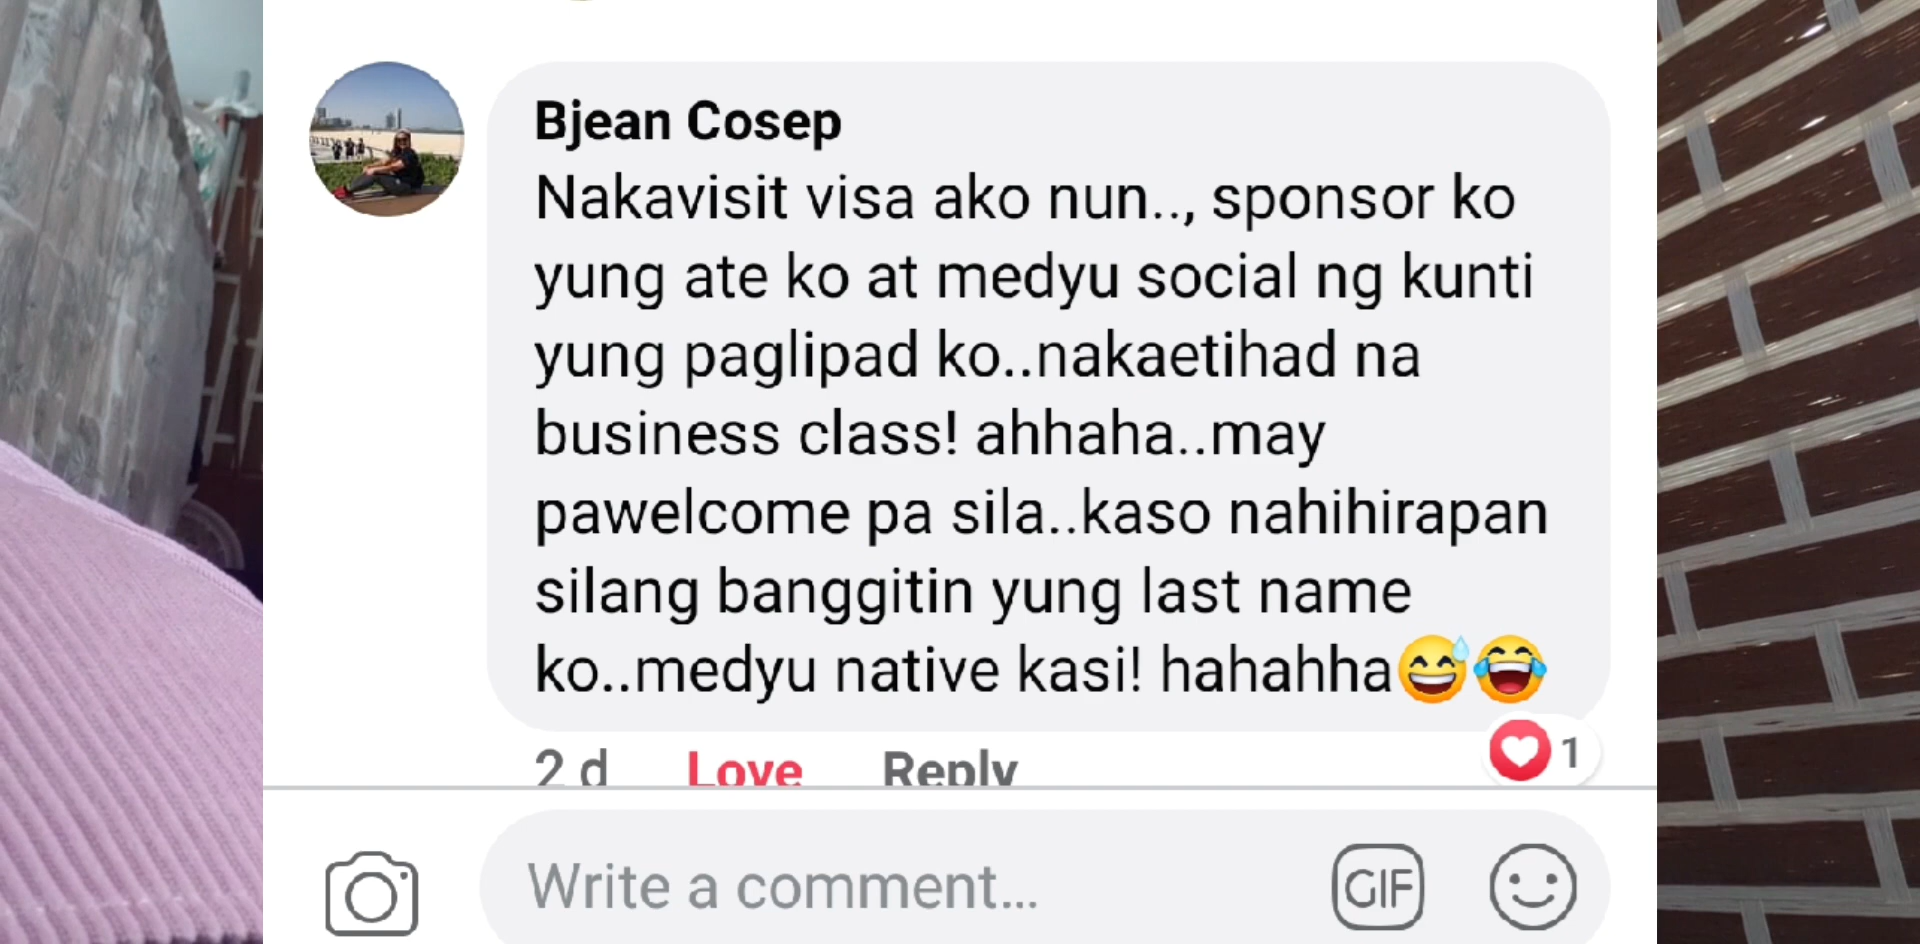 Bjean Cosep
Nakavisit visa ako nun.., sponsor ko
yung ate ko at medyu social ng kunti
yung paglipad ko..nakaetihad na
business class! ahhaha..may
pawelcome pa sila..kaso nahihirapan
silang banggitin yung last name
ko..medyu native kasi! hahahha😅😂
2 d Love Reply 1
Write a comment... GIF